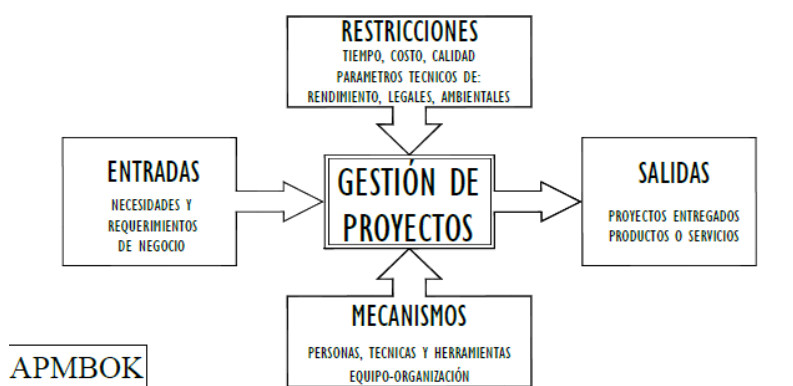 RESTRICCIONES
TIEMPO, COSTO, CALIDAD
PARAMETROS TECNICOS DE:
RENDIMIENTO, LEGALES, AMBIENTALES
ENTRADAS
NECESIDADES Y
REQUERIMIENTOS
DE NEGOCIO
GESTIÓN DE
PROYECTOS
SALIDAS
PROYECTOS ENTREGADOS
PRODUCTOS O SERVICIOS
MECANISMOS
PERSONAS, TECNICAS Y HERRAMIENTAS
EQUIPO-ORGANIZACIÓN
APMBOK